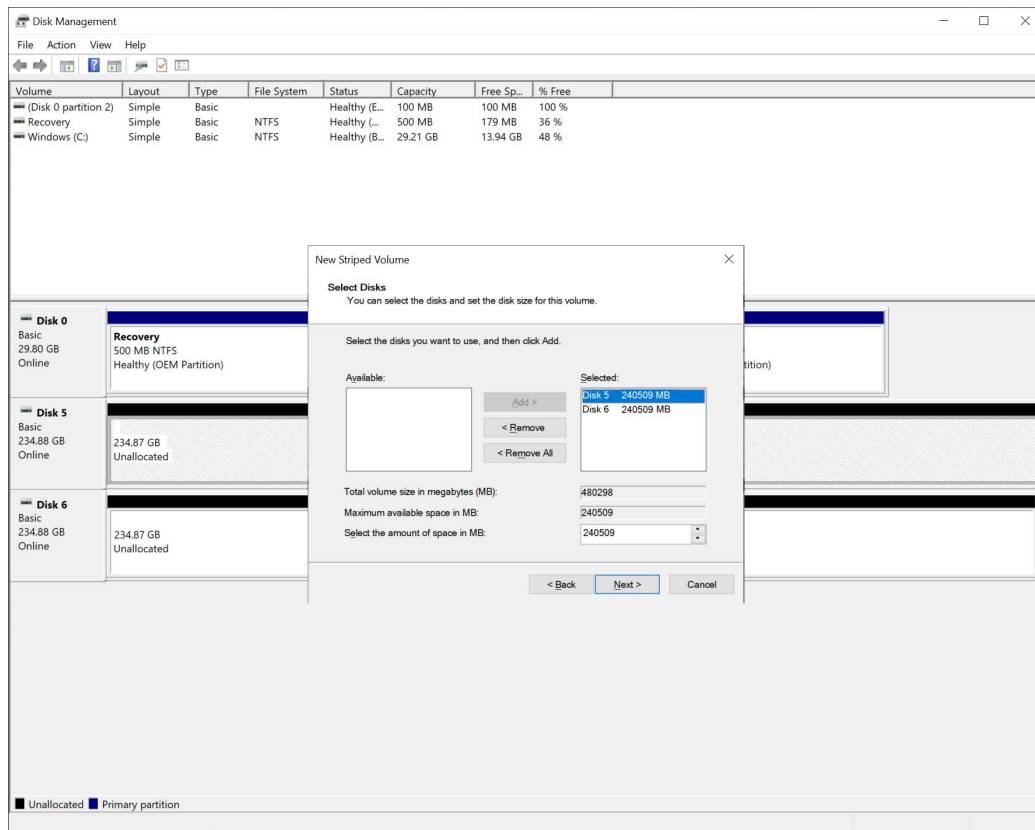 Disk Management
File Action View Help
Volume Layout Type File System Status Capacity Free Sp... % Free
(Disk 0 partition 2) Simple Basic Healthy (E... 100 MB 100 MB 100 %
Recovery Simple Basic NTFS Healthy (... 500 MB 179 MB 36 %
Windows (C:) Simple Basic NTFS Healthy (B... 29.21 GB 13.94 GB 48 %
New Striped Volume
Select Disks
You can select the disks and set the disk size for this volume.
Select the disks you want to use, and then click Add.
Available:
Selected:
Add >
< Remove
< Remove All
Disk 5 240509 MB
Disk 6 240509 MB
Total volume size in megabytes (MB): 480298
Maximum available space in MB: 240509
Select the amount of space in MB: 240509
< Back Next > Cancel
Disk 0
Basic
29.80 GB
Online
Recovery
500 MB NTFS
Healthy (OEM Partition)
tition)
Disk 5
Basic
234.88 GB
Online
234.87 GB
Unallocated
Disk 6
Basic
234.88 GB
Online
234.87 GB
Unallocated
Unallocated Primary partition